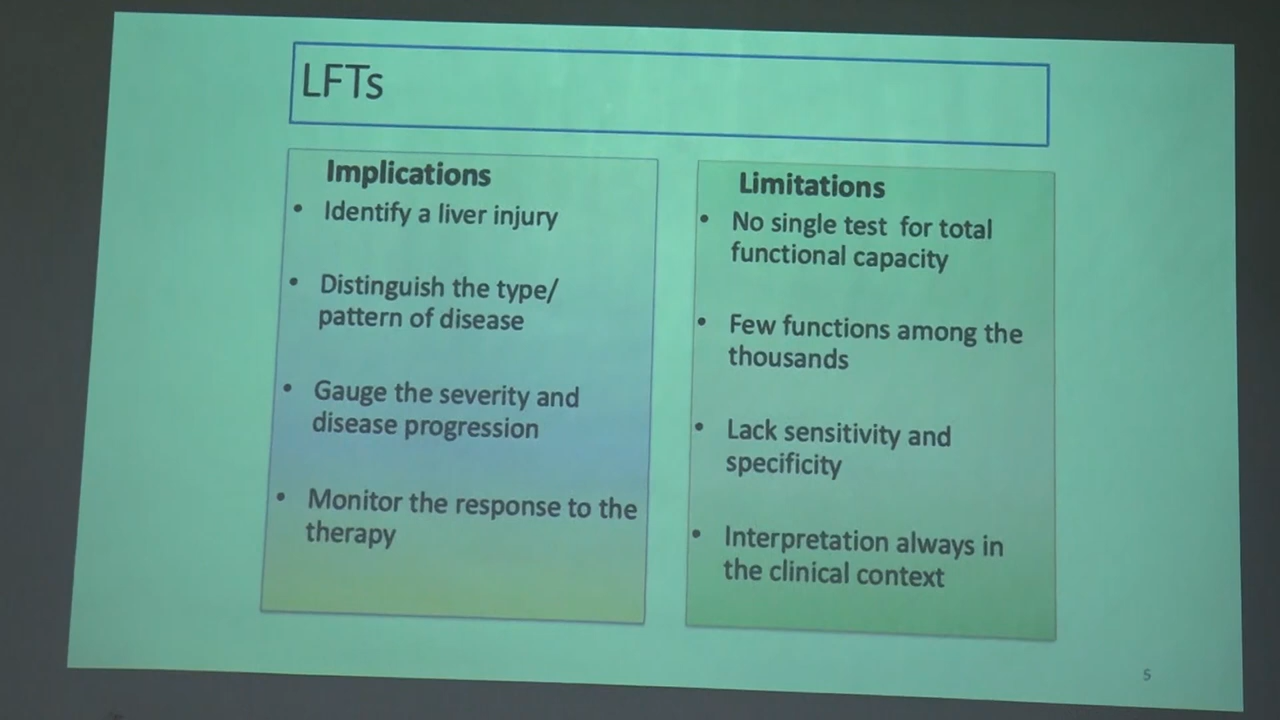 LFTs
Implications
• Identify a liver injury
• Distinguish the type/
pattern of disease
• Gauge the severity and
disease progression
• Monitor the response to the
therapy
Limitations
• No single test for total
functional capacity
• Few functions among the
thousands
• Lack sensitivity and
specificity
• Interpretation always in
the clinical context
5